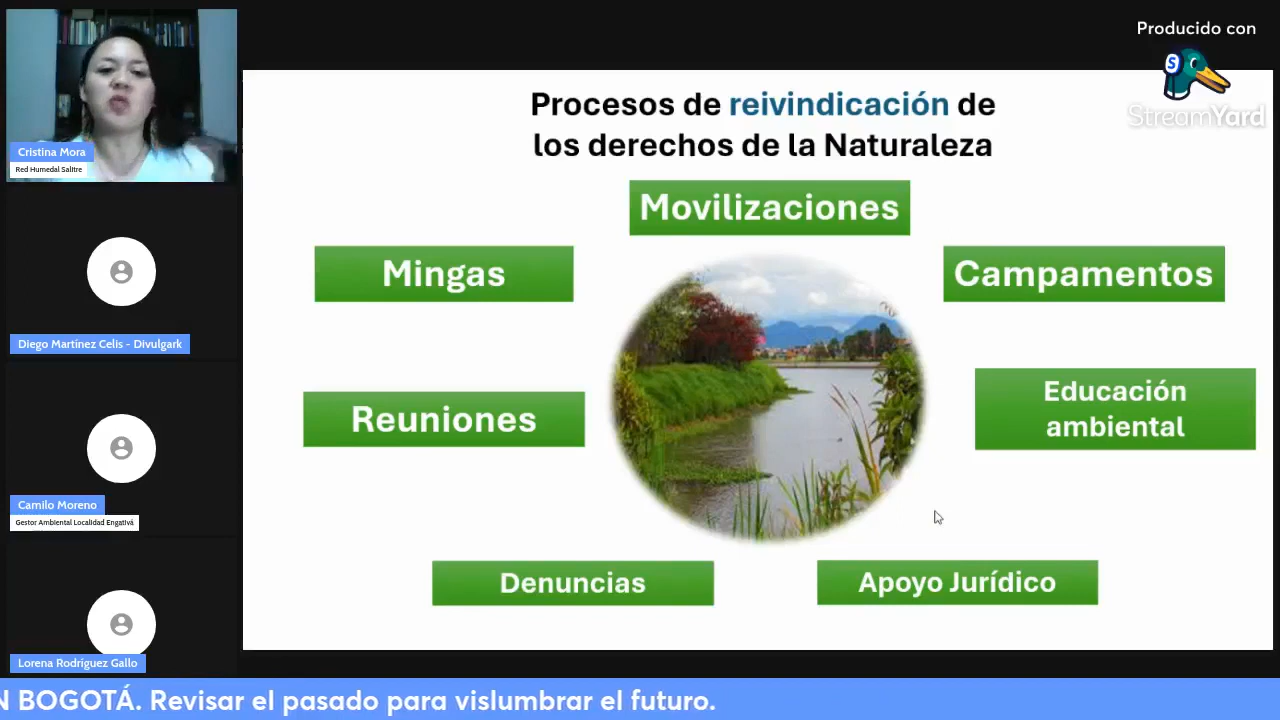 Producido con
StreamYard
Cristina Mora
Red Humedal Salitre
Diego Martínez Celis - Divulgark
Camilo Moreno
Gestor Ambiental Localidad Engativá
Lorena Rodríguez Gallo
Procesos de reivindicación de
los derechos de la Naturaleza
Movilizaciones
Mingas
Campamentos
Reuniones
Educación
ambiental
Denuncias
Apoyo Jurídico
N BOGOTÁ. Revisar el pasado para vislumbrar el futuro.